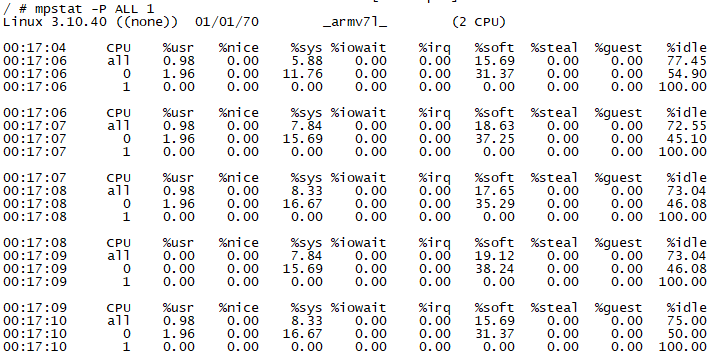 / # mpstat -P ALL 1
Linux 3.10.40 ((none)) 01/01/70 _armv7l_ (2 CPU)
00:17:04 CPU %usr %nice %sys %iowait %irq %soft %steal %guest %idle
00:17:06 all 0.98 0.00 5.88 0.00 0.00 15.69 0.00 0.00 77.45
00:17:06 0 1.96 0.00 11.76 0.00 0.00 31.37 0.00 0.00 54.90
00:17:06 1 0.00 0.00 0.00 0.00 0.00 0.00 0.00 0.00 100.00
00:17:06 CPU %usr %nice %sys %iowait %irq %soft %steal %guest %idle
00:17:07 all 0.98 0.00 7.84 0.00 0.00 18.63 0.00 0.00 72.55
00:17:07 0 1.96 0.00 15.69 0.00 0.00 37.25 0.00 0.00 45.10
00:17:07 1 0.00 0.00 0.00 0.00 0.00 0.00 0.00 0.00 100.00
00:17:07 CPU %usr %nice %sys %iowait %irq %soft %steal %guest %idle
00:17:08 all 0.98 0.00 8.33 0.00 0.00 17.65 0.00 0.00 73.04
00:17:08 0 1.96 0.00 16.67 0.00 0.00 35.29 0.00 0.00 46.08
00:17:08 1 0.00 0.00 0.00 0.00 0.00 0.00 0.00 0.00 100.00
00:17:08 CPU %usr %nice %sys %iowait %irq %soft %steal %guest %idle
00:17:09 all 0.98 0.00 7.84 0.00 0.00 19.12 0.00 0.00 73.04
00:17:09 0 0.00 0.00 15.69 0.00 0.00 38.24 0.00 0.00 46.08
00:17:09 1 0.00 0.00 0.00 0.00 0.00 0.00 0.00 0.00 100.00
00:17:09 CPU %usr %nice %sys %iowait %irq %soft %steal %guest %idle
00:17:10 all 0.98 0.00 8.33 0.00 0.00 15.69 0.00 0.00 75.00
00:17:10 0 1.96 0.00 16.67 0.00 0.00 31.37 0.00 0.00 50.00
00:17:10 1 0.00 0.00 0.00 0.00 0.00 0.00 0.00 0.00 100.00